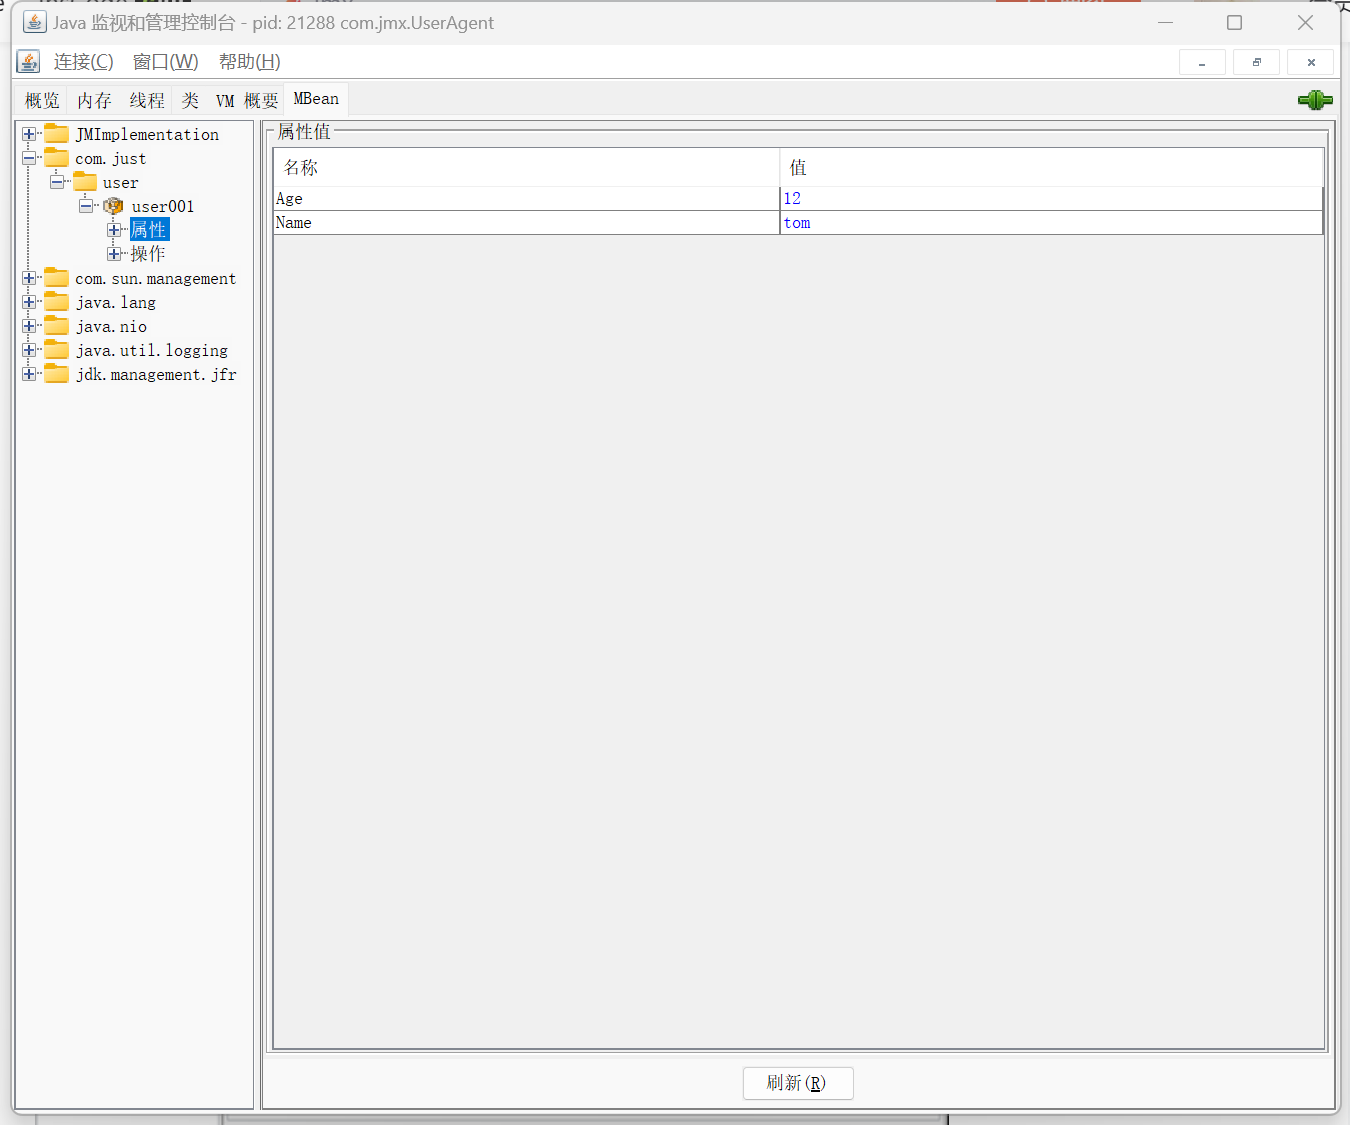 Java 监视和管理控制台 - pid: 21288 com.jmx.UserAgent
连接(C) 窗口(W) 帮助(H)
概览 内存 线程 类 VM 概要 MBean
JMImplementation
com.just
user
user001
属性
操作
com.sun.management
java.lang
java.nio
java.util.logging
jdk.management.jfr
属性值
名称 值
Age 12
Name tom
刷新(R)